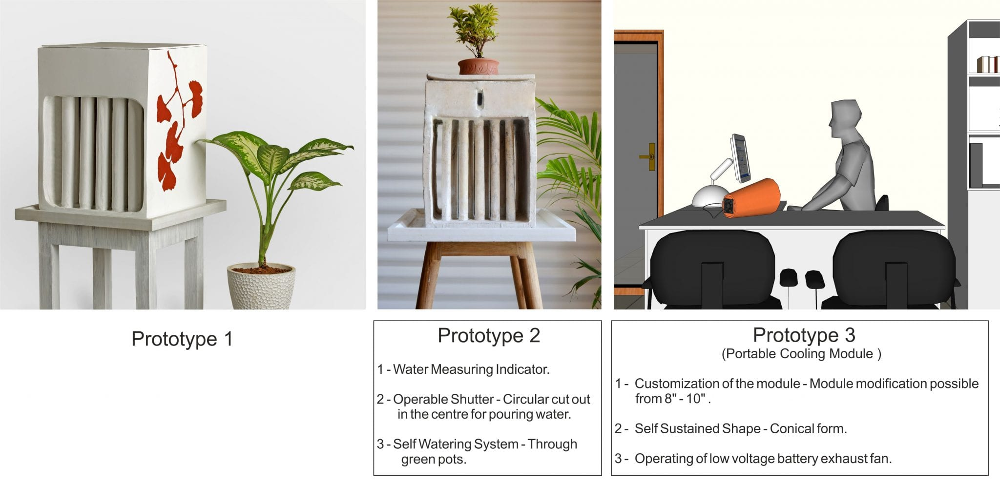 Prototype 1
Prototype 2
1 - Water Measuring Indicator.
2 - Operable Shutter - Circular cut out
in the centre for pouring water.
3 - Self Watering System - Through
green pots.
Prototype 3
(Portable Cooling Module )
1 - Customization of the module - Module modification possible
from 8" - 10" .
2 - Self Sustained Shape - Conical form.
3 - Operating of low voltage battery exhaust fan.